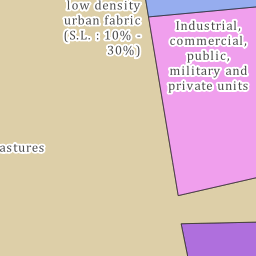 low density
urban fabric
(S.L. : 10% -
30%)
Industrial,
commercial,
public,
military and
private units
astures